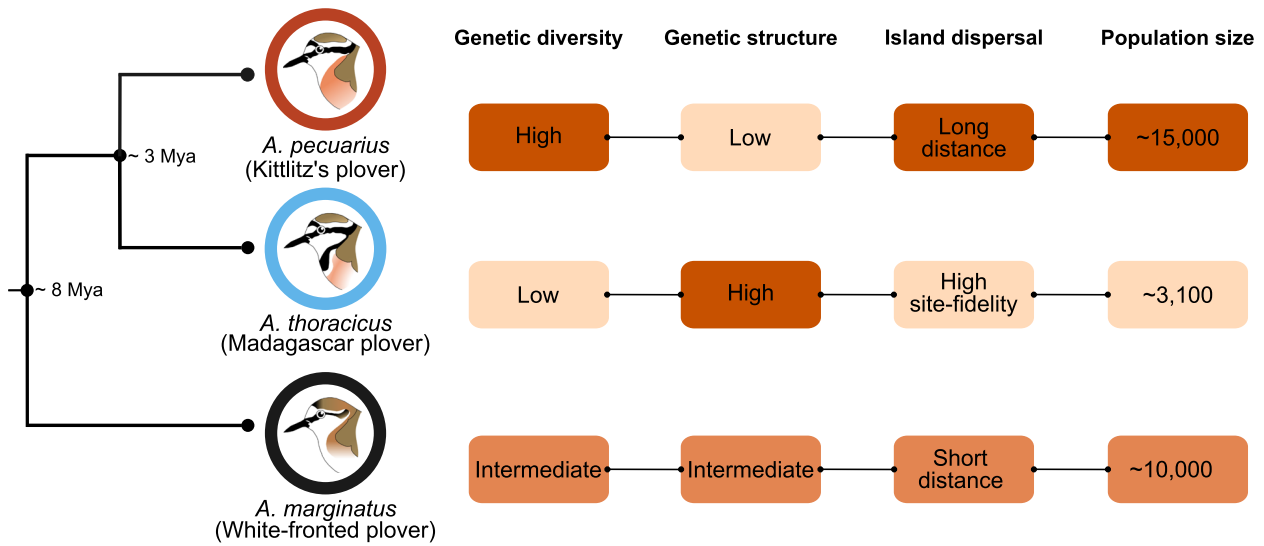 Genetic diversity Genetic structure Island dispersal Population size
High
Low
Long
distance
~15,000
A. pecuarius
(Kittlitz's plover)
~ 3 Mya
Low
High
High
site-fidelity
~3,100
~ 8 Mya
A. thoracicus
(Madagascar plover)
Intermediate
Intermediate
Short
distance
~10,000
A. marginatus
(White-fronted plover)